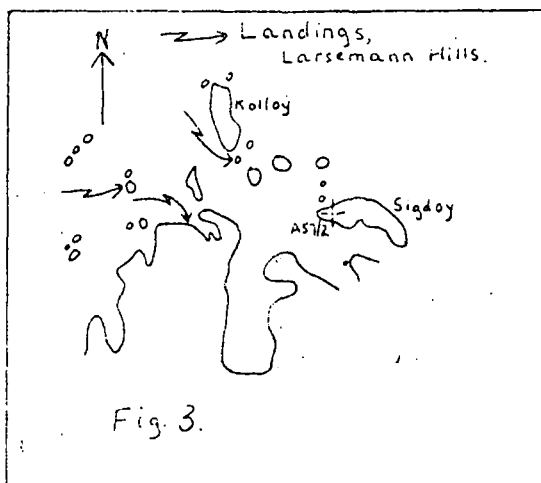 N
Landings,
Larsemann Hills.
Kolloy
Sigdoy
AS7/2
Fig. 3.